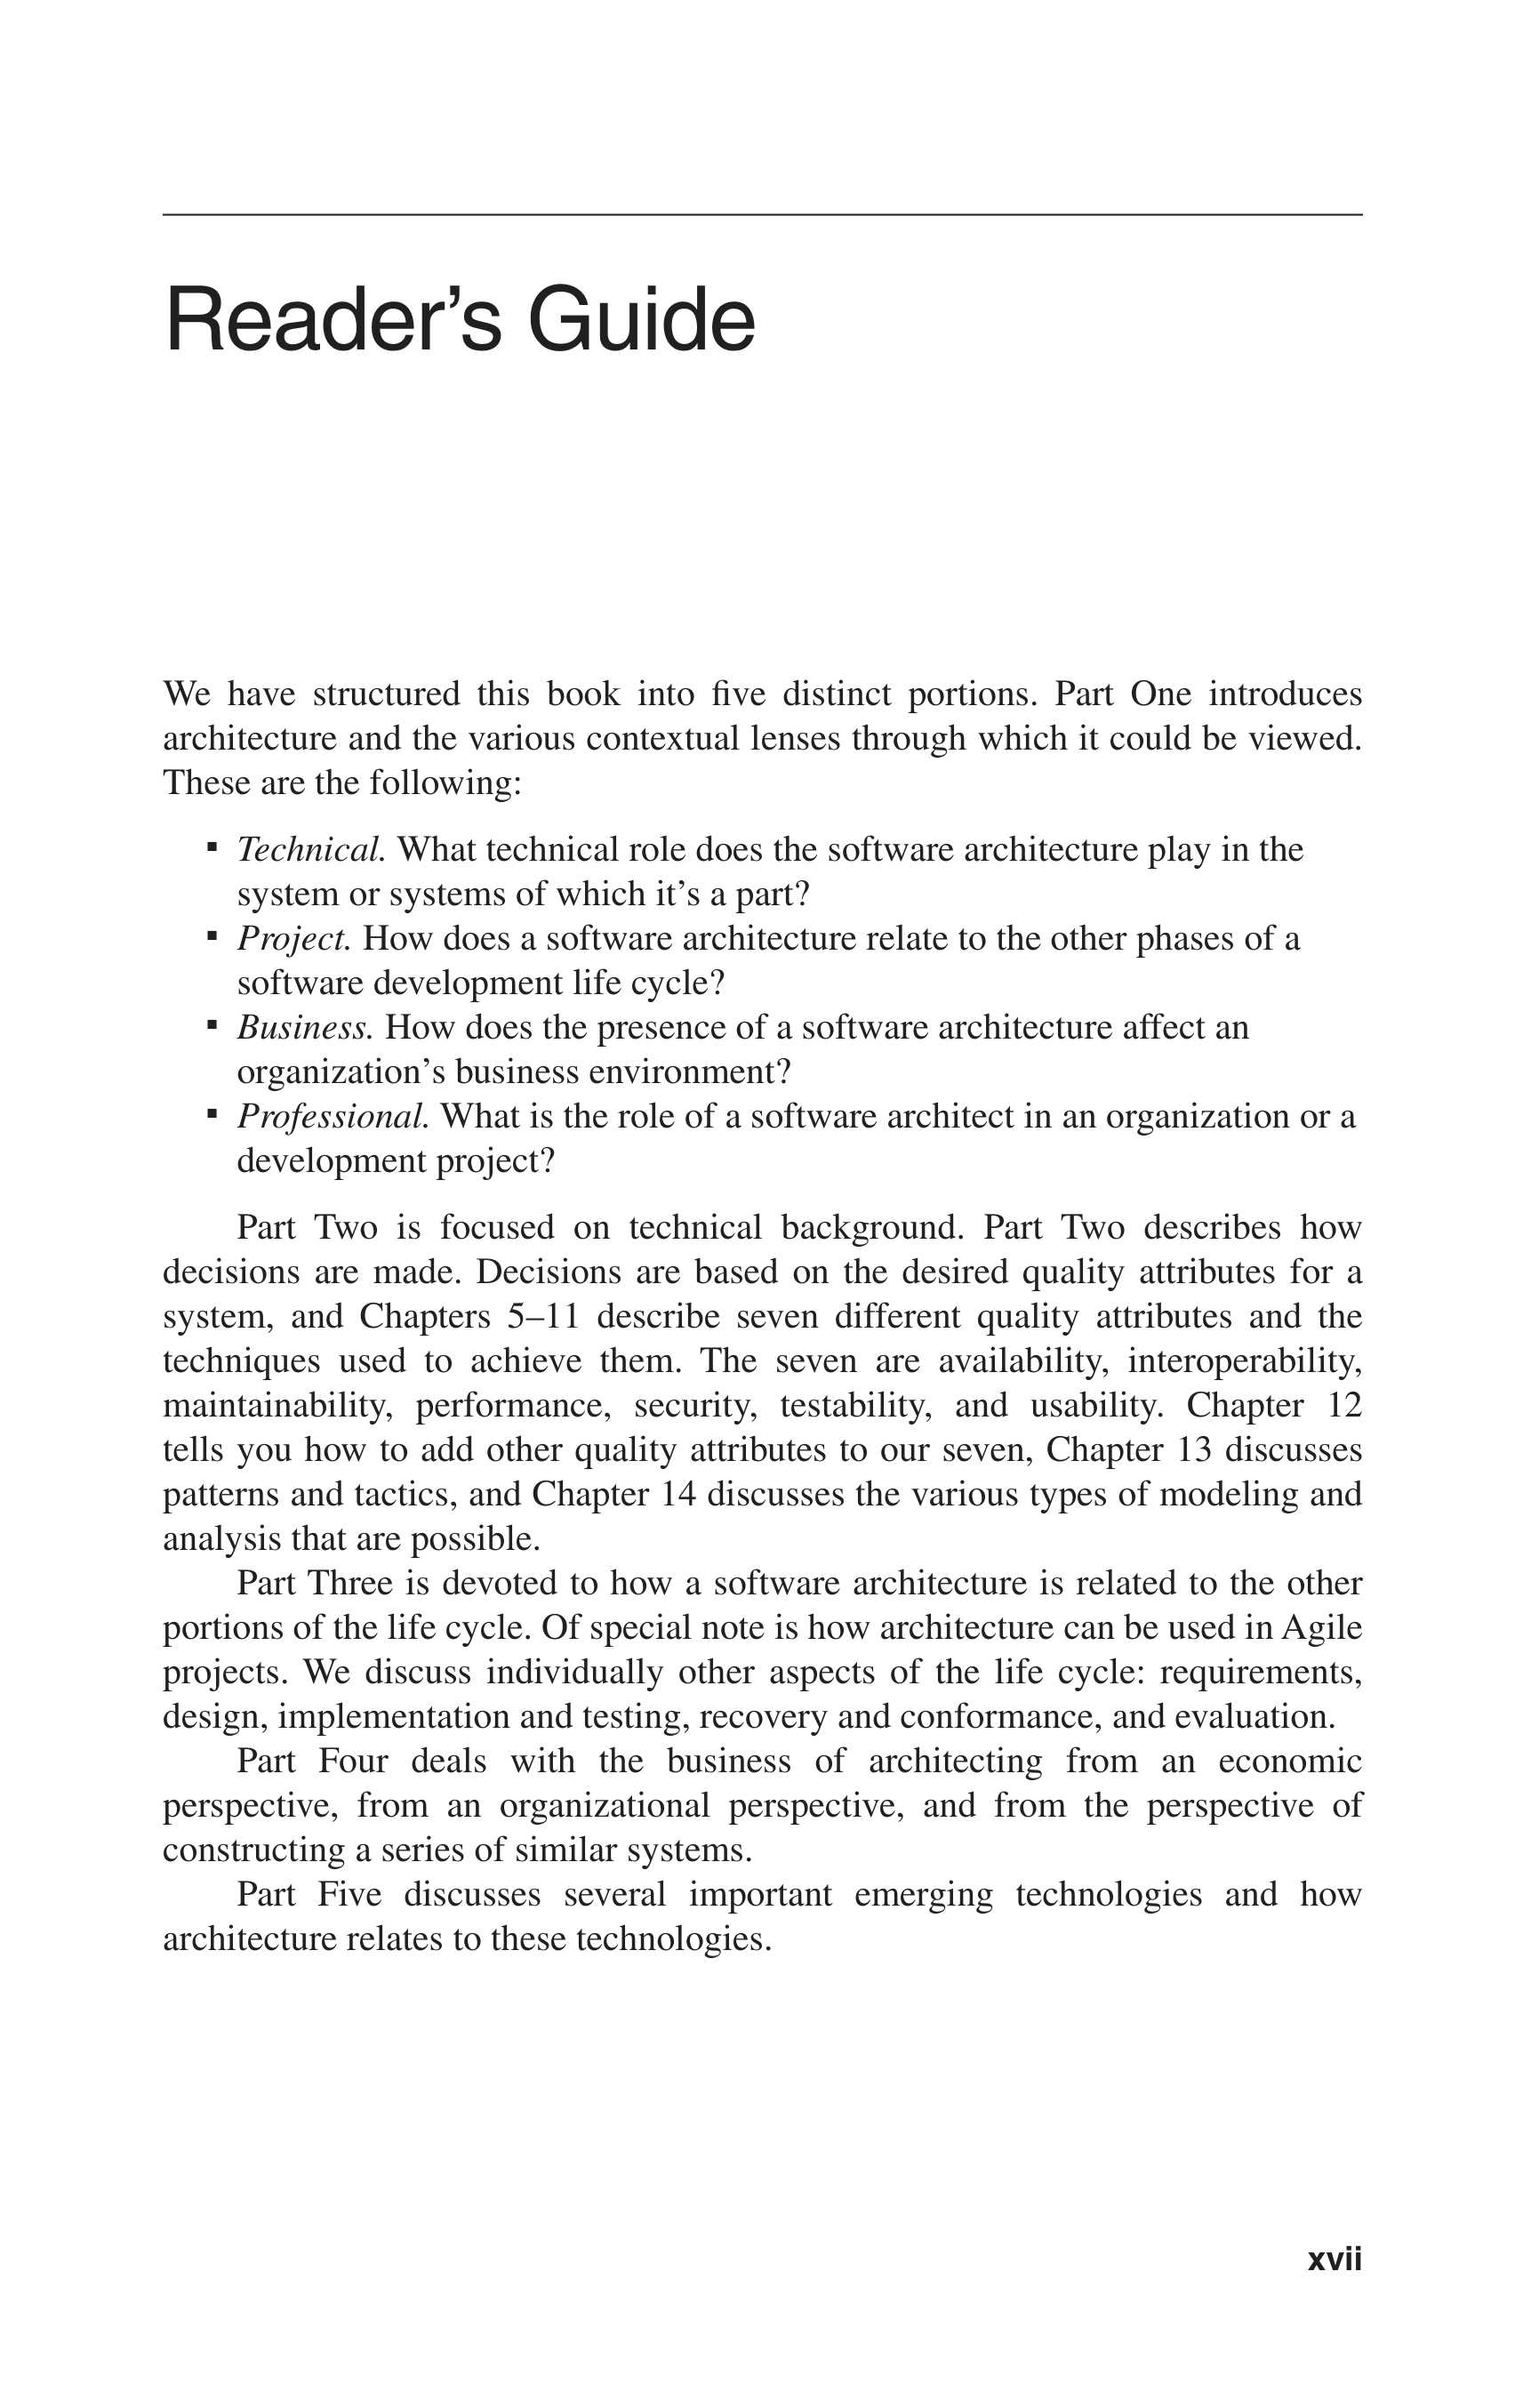 Reader’s Guide
We have structured this book into five distinct portions. Part One introduces
architecture and the various contextual lenses through which it could be viewed.
These are the following:
▪ Technical. What technical role does the software architecture play in the
system or systems of which it’s a part?
▪ Project. How does a software architecture relate to the other phases of a
software development life cycle?
▪ Business. How does the presence of a software architecture affect an
organization’s business environment?
▪ Professional. What is the role of a software architect in an organization or a
development project?
Part Two is focused on technical background. Part Two describes how
decisions are made. Decisions are based on the desired quality attributes for a
system, and Chapters 5–11 describe seven different quality attributes and the
techniques used to achieve them. The seven are availability, interoperability,
maintainability, performance, security, testability, and usability. Chapter 12
tells you how to add other quality attributes to our seven, Chapter 13 discusses
patterns and tactics, and Chapter 14 discusses the various types of modeling and
analysis that are possible.
Part Three is devoted to how a software architecture is related to the other
portions of the life cycle. Of special note is how architecture can be used in Agile
projects. We discuss individually other aspects of the life cycle: requirements,
design, implementation and testing, recovery and conformance, and evaluation.
Part Four deals with the business of architecting from an economic
perspective, from an organizational perspective, and from the perspective of
constructing a series of similar systems.
Part Five discusses several important emerging technologies and how
architecture relates to these technologies.
xvii